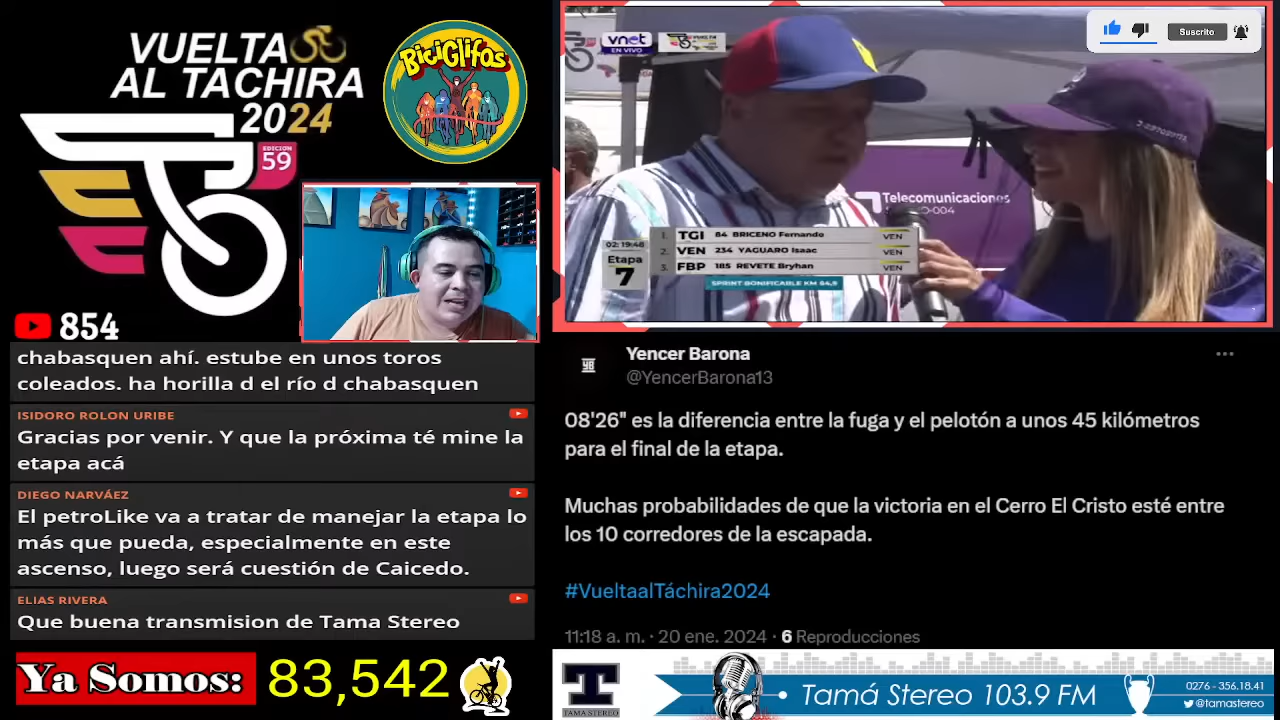 VUELTA
AL TACHIRA
2024
EDICION
59
BICIGLIFOS
854
chabasquen ahí. estube en unos toros
coleados. ha horilla d el río d chabasquen
ISIDORO ROLON URIBE
Gracias por venir. Y que la próxima té mine la
etapa acá
DIEGO NARVÁEZ
El petroLike va a tratar de manejar la etapa lo
más que pueda, especialmente en este
ascenso, luego será cuestión de Caicedo.
ELIAS RIVERA
Que buena transmision de Tama Stereo
Ya Somos: 83,542
vnet
EN VIVO
Suscrito
Telecomunicaciones
O-004
02:19:48
Etapa
7
1. TGI 84 BRICENO Fernando VEN
2. VEN 234 YAGUARO Isaac VEN
3. FBP 185 REVETE Bryhan VEN
SPRINT BONIFICABLE KM 84,9
YB
Yencer Barona
@YencerBarona13
08'26" es la diferencia entre la fuga y el pelotón a unos 45 kilómetros
para el final de la etapa.
Muchas probabilidades de que la victoria en el Cerro El Cristo esté entre
los 10 corredores de la escapada.
#VueltaalTáchira2024
11:18 a. m. · 20 ene. 2024 · 6 Reproducciones
T
TAMA STEREO
Tamá Stereo 103.9 FM
0276 - 356.18.41
@tamastereo